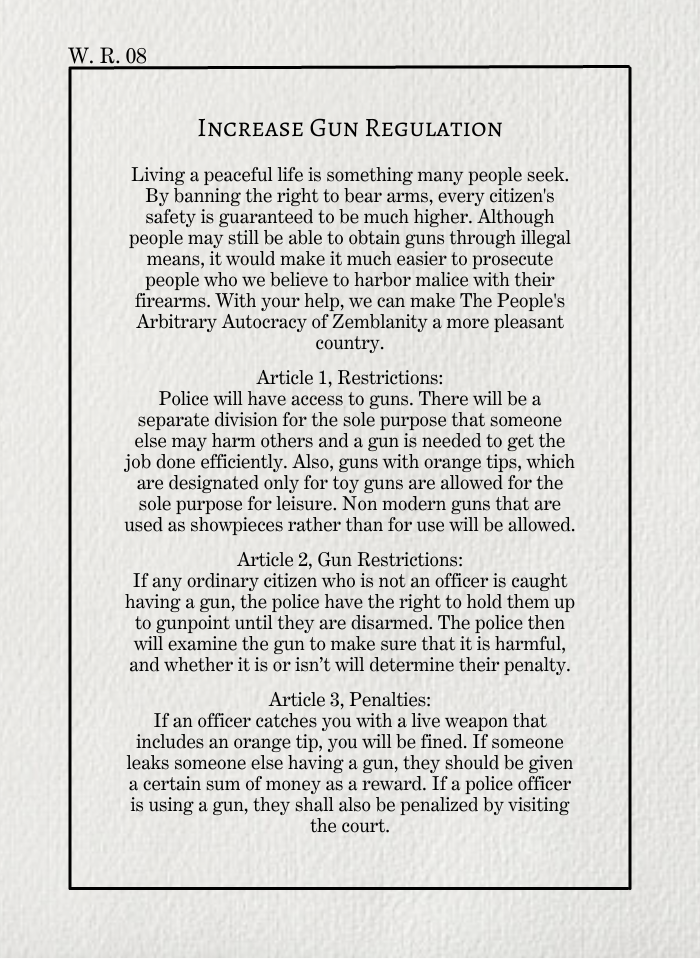 W. R. 08
Increase Gun Regulation
Living a peaceful life is something many people seek.
By banning the right to bear arms, every citizen's
safety is guaranteed to be much higher. Although
people may still be able to obtain guns through illegal
means, it would make it much easier to prosecute
people who we believe to harbor malice with their
firearms. With your help, we can make The People's
Arbitrary Autocracy of Zemblanity a more pleasant
country.
Article 1, Restrictions:
Police will have access to guns. There will be a
separate division for the sole purpose that someone
else may harm others and a gun is needed to get the
job done efficiently. Also, guns with orange tips, which
are designated only for toy guns are allowed for the
sole purpose for leisure. Non modern guns that are
used as showpieces rather than for use will be allowed.
Article 2, Gun Restrictions:
If any ordinary citizen who is not an officer is caught
having a gun, the police have the right to hold them up
to gunpoint until they are disarmed. The police then
will examine the gun to make sure that it is harmful,
and whether it is or isn’t will determine their penalty.
Article 3, Penalties:
If an officer catches you with a live weapon that
includes an orange tip, you will be fined. If someone
leaks someone else having a gun, they should be given
a certain sum of money as a reward. If a police officer
is using a gun, they shall also be penalized by visiting
the court.